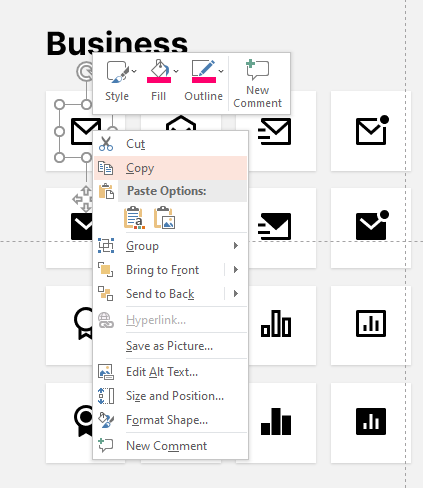 Business
Style Fill Outline New
Comment
Cut
Copy
Paste Options:
a
Group
Bring to Front
Send to Back
Hyperlink...
Save as Picture...
Edit Alt Text...
Size and Position...
Format Shape...
New Comment